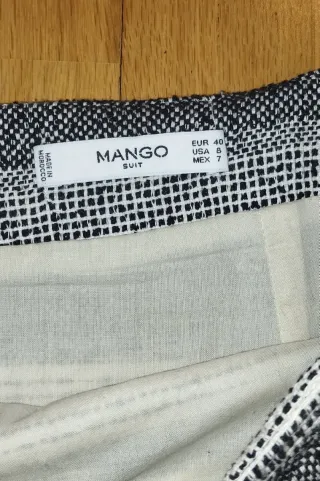 MADE IN
MOROCCO
MANGO
SUIT
EUR 40
USA 8
MEX 7